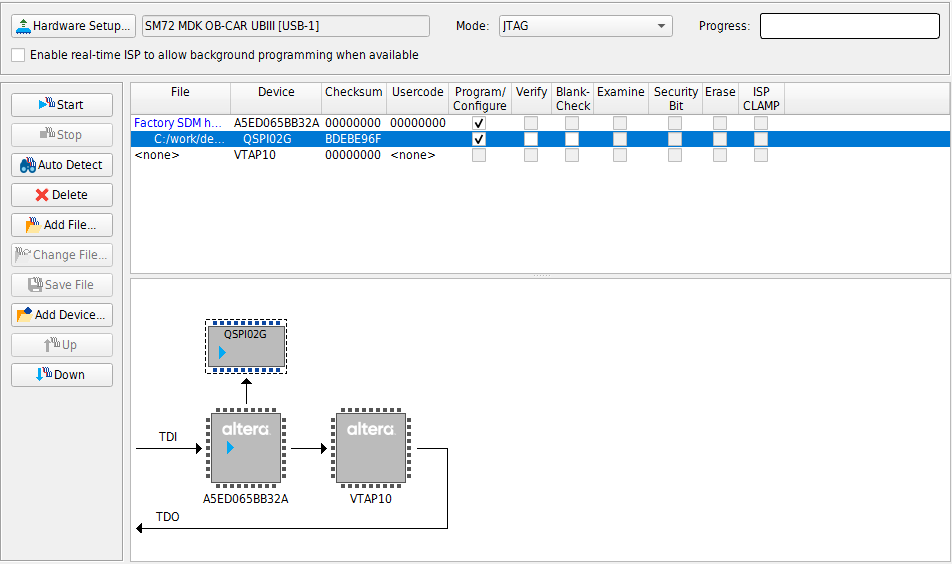 Hardware Setup... SM72 MDK OB-CAR UBIII [USB-1] Mode: JTAG Progress:
Enable real-time ISP to allow background programming when available
Start
Stop
Auto Detect
Delete
Add File...
Change File...
Save File
Add Device...
Up
Down
File Device Checksum Usercode Program/ Configure Verify Blank- Check Examine Security Bit Erase ISP CLAMP
Factory SDM h... A5ED065BB32A 00000000 00000000
C:/work/de... QSPI02G BDEBE96F
<none> VTAP10 00000000 <none>
QSPI02G
TDI
altera
altera
A5ED065BB32A
VTAP10
TDO